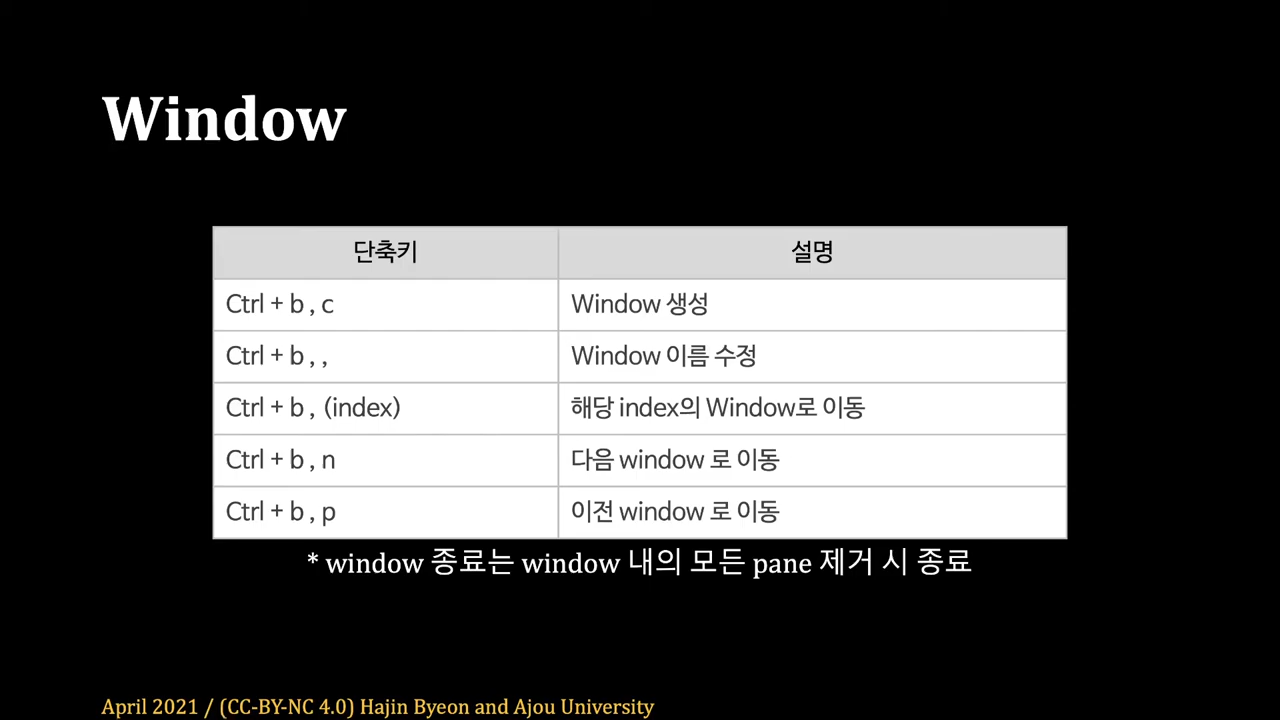 Window
단축키 설명
Ctrl + b , c Window 생성
Ctrl + b , , Window 이름 수정
Ctrl + b , (index) 해당 index의 Window로 이동
Ctrl + b , n 다음 window 로 이동
Ctrl + b , p 이전 window 로 이동
* window 종료는 window 내의 모든 pane 제거 시 종료
April 2021 / (CC-BY-NC 4.0) Hajin Byeon and Ajou University